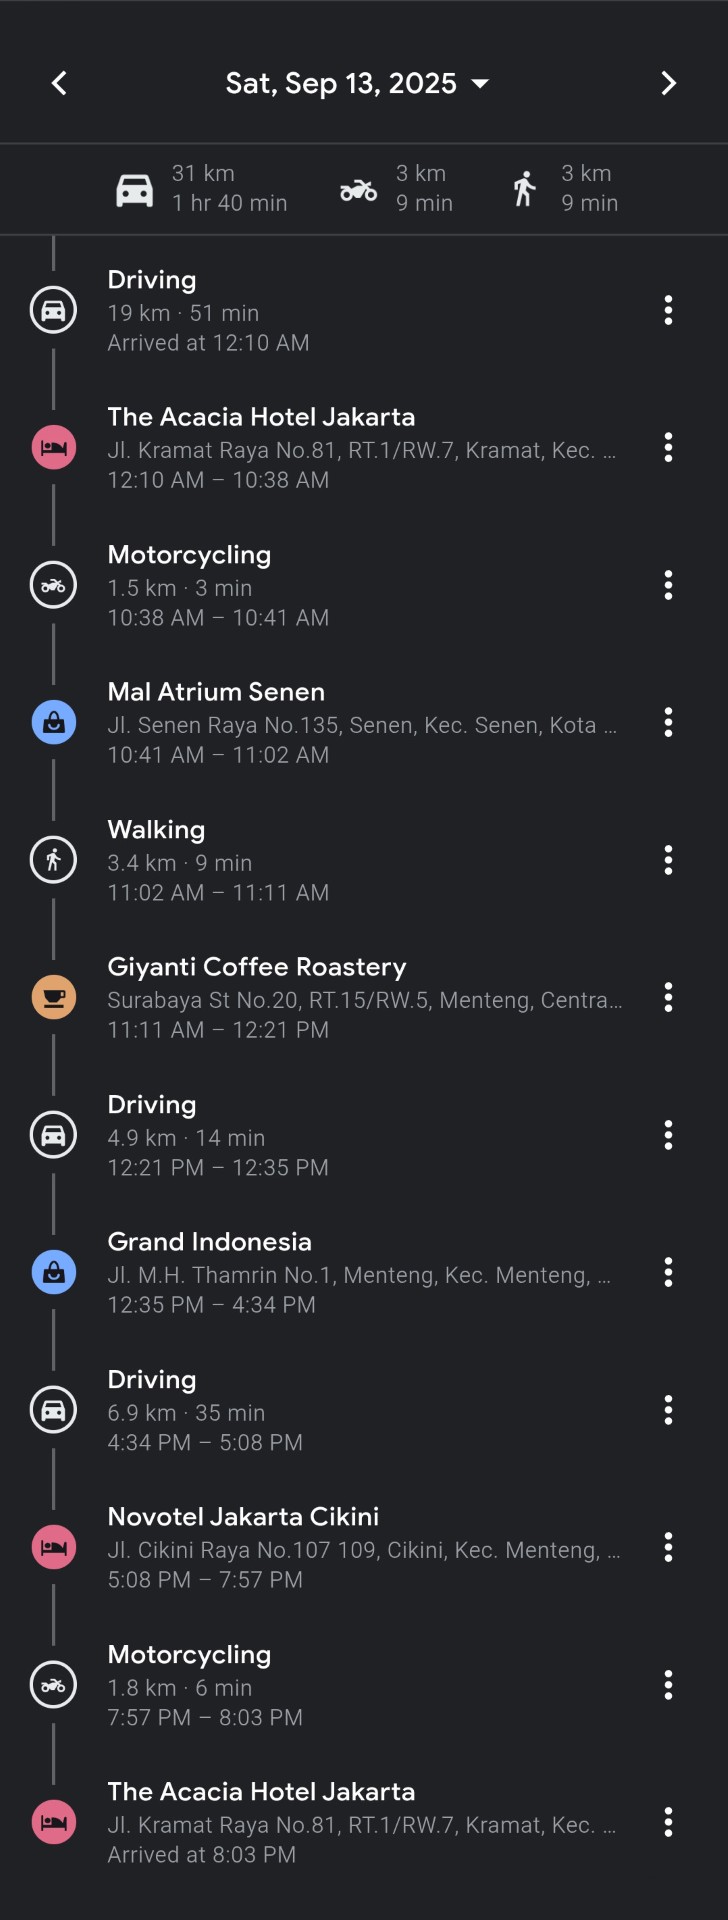 Sat, Sep 13, 2025
31 km
1 hr 40 min
3 km
9 min
3 km
9 min
Driving
19 km · 51 min
Arrived at 12:10 AM
The Acacia Hotel Jakarta
Jl. Kramat Raya No.81, RT.1/RW.7, Kramat, Kec. ...
12:10 AM – 10:38 AM
Motorcycling
1.5 km · 3 min
10:38 AM – 10:41 AM
Mal Atrium Senen
Jl. Senen Raya No.135, Senen, Kec. Senen, Kota ...
10:41 AM – 11:02 AM
Walking
3.4 km · 9 min
11:02 AM – 11:11 AM
Giyanti Coffee Roastery
Surabaya St No.20, RT.15/RW.5, Menteng, Centra...
11:11 AM – 12:21 PM
Driving
4.9 km · 14 min
12:21 PM – 12:35 PM
Grand Indonesia
Jl. M.H. Thamrin No.1, Menteng, Kec. Menteng, ...
12:35 PM – 4:34 PM
Driving
6.9 km · 35 min
4:34 PM – 5:08 PM
Novotel Jakarta Cikini
Jl. Cikini Raya No.107 109, Cikini, Kec. Menteng, ...
5:08 PM – 7:57 PM
Motorcycling
1.8 km · 6 min
7:57 PM – 8:03 PM
The Acacia Hotel Jakarta
Jl. Kramat Raya No.81, RT.1/RW.7, Kramat, Kec. ...
Arrived at 8:03 PM